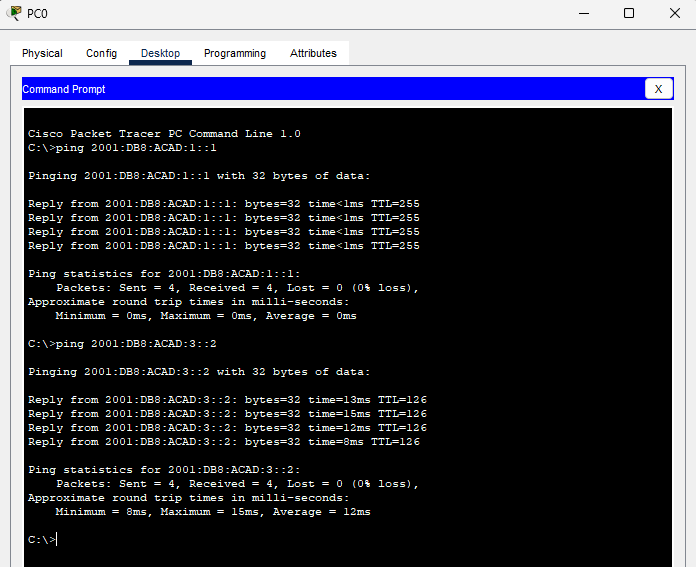 PC0
Physical Config Desktop Programming Attributes
Command Prompt X
Cisco Packet Tracer PC Command Line 1.0
C:\>ping 2001:DB8:ACAD:1::1
Pinging 2001:DB8:ACAD:1::1 with 32 bytes of data:
Reply from 2001:DB8:ACAD:1::1: bytes=32 time<1ms TTL=255
Reply from 2001:DB8:ACAD:1::1: bytes=32 time<1ms TTL=255
Reply from 2001:DB8:ACAD:1::1: bytes=32 time<1ms TTL=255
Reply from 2001:DB8:ACAD:1::1: bytes=32 time<1ms TTL=255
Ping statistics for 2001:DB8:ACAD:1::1:
Packets: Sent = 4, Received = 4, Lost = 0 (0% loss),
Approximate round trip times in milli-seconds:
Minimum = 0ms, Maximum = 0ms, Average = 0ms
C:\>ping 2001:DB8:ACAD:3::2
Pinging 2001:DB8:ACAD:3::2 with 32 bytes of data:
Reply from 2001:DB8:ACAD:3::2: bytes=32 time=13ms TTL=126
Reply from 2001:DB8:ACAD:3::2: bytes=32 time=15ms TTL=126
Reply from 2001:DB8:ACAD:3::2: bytes=32 time=12ms TTL=126
Reply from 2001:DB8:ACAD:3::2: bytes=32 time=8ms TTL=126
Ping statistics for 2001:DB8:ACAD:3::2:
Packets: Sent = 4, Received = 4, Lost = 0 (0% loss),
Approximate round trip times in milli-seconds:
Minimum = 8ms, Maximum = 15ms, Average = 12ms
C:\>